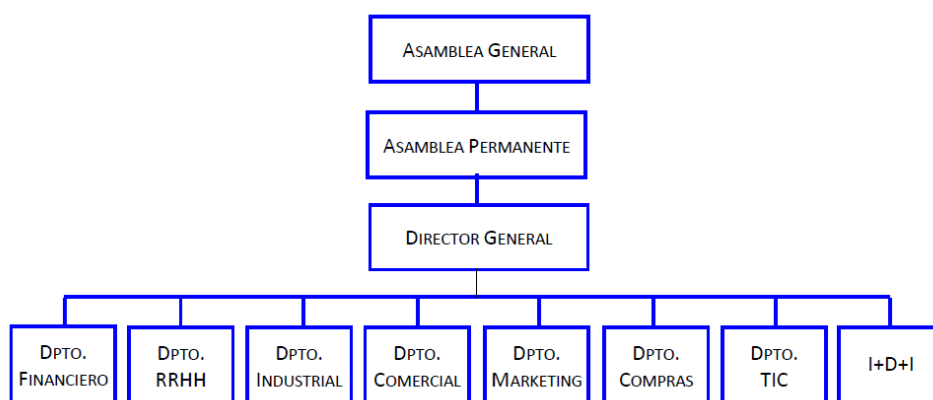 ASAMBLEA GENERAL
ASAMBLEA PERMANENTE
DIRECTOR GENERAL
DPTO.
FINANCIERO
DPTO.
RRHH
DPTO.
INDUSTRIAL
DPTO.
COMERCIAL
DPTO.
MARKETING
DPTO.
COMPRAS
DPTO.
TIC
I+D+I